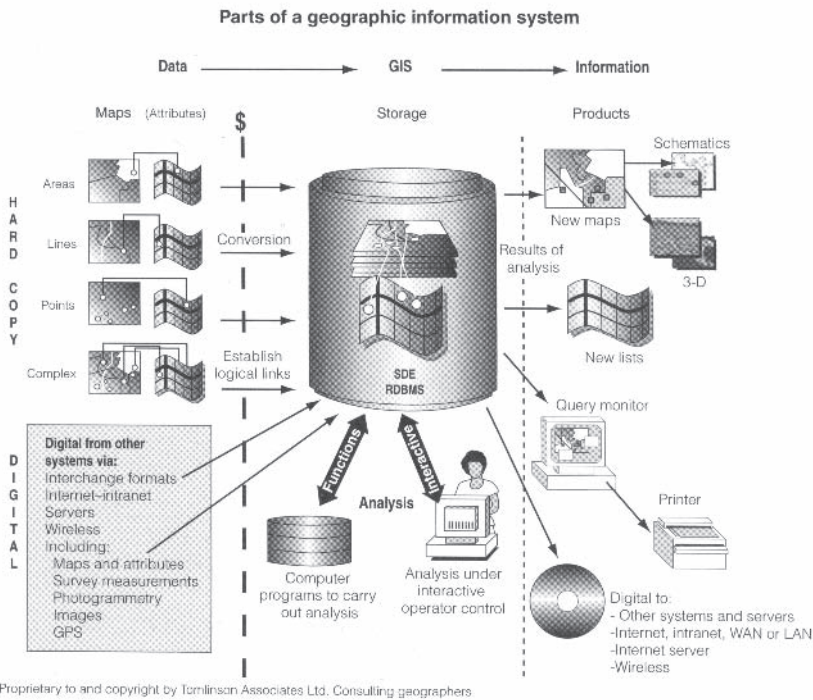 Parts of a geographic information system
Data GIS Information
Maps (Attributes) $ Storage Products
HARD COPY
Areas
Lines
Points
Complex
Conversion
Establish
logical links
SDE
RDBMS
Results of
analysis
Schematics
New maps
3-D
New lists
Query monitor
Printer
DIGITAL
Digital from other
systems via:
Interchange formats
Internet–intranet
Servers
Wireless
Including:
Maps and attributes
Survey measurements
Photogrammetry
Images
GPS
Functions
Interactive
Analysis
Computer
programs to carry
out analysis
Analysis under
interactive
operator control
Digital to:
- Other systems and servers
-Internet, intranet, WAN or LAN
-Internet server
-Wireless
Proprietary to and copyright by Tomlinson Associates Ltd. Consulting geographers